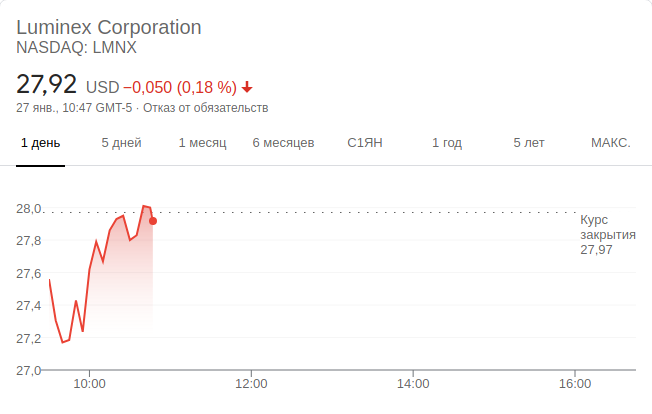 Luminex Corporation
NASDAQ: LMNX
27,92 USD −0,050 (0,18 %)
27 янв., 10:47 GMT-5 · Отказ от обязательств
1 день 5 дней 1 месяц 6 месяцев С1ЯН 1 год 5 лет МАКС.
28,0
27,8
27,6
27,4
27,2
27,0
Курс
закрытия
27,97
10:00 12:00 14:00 16:00